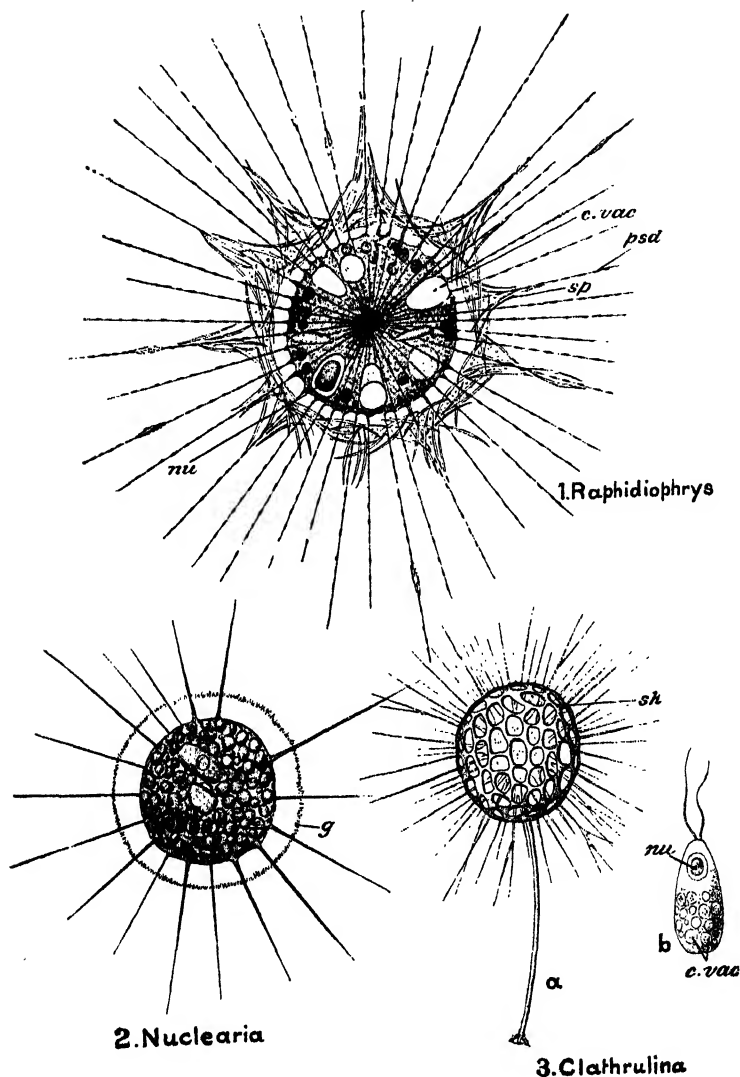 c.vac
psd
sp
nu
1.Raphidiophrys
g
2.Nuclearia
sh
nu
b
c.vac
a
3.Clathrulina